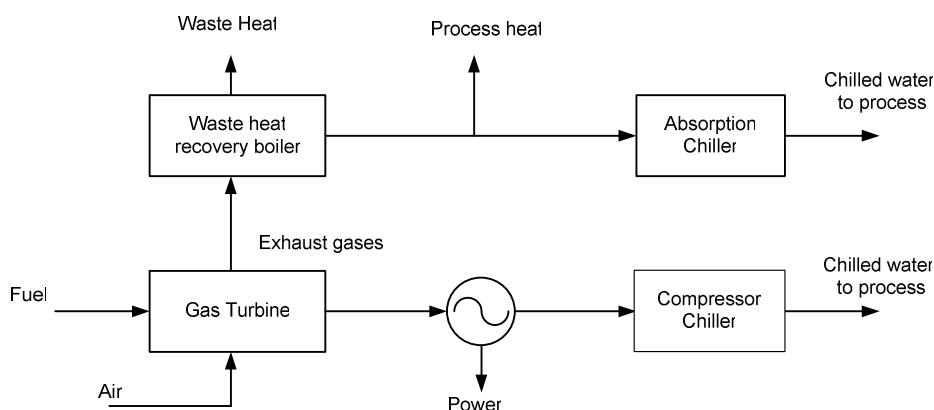 Waste Heat
Process heat
Chilled water
to process
Waste heat
recovery boiler
Absorption
Chiller
Exhaust gases
Chilled water
to process
Fuel
Gas Turbine
Compressor
Chiller
Air
Power